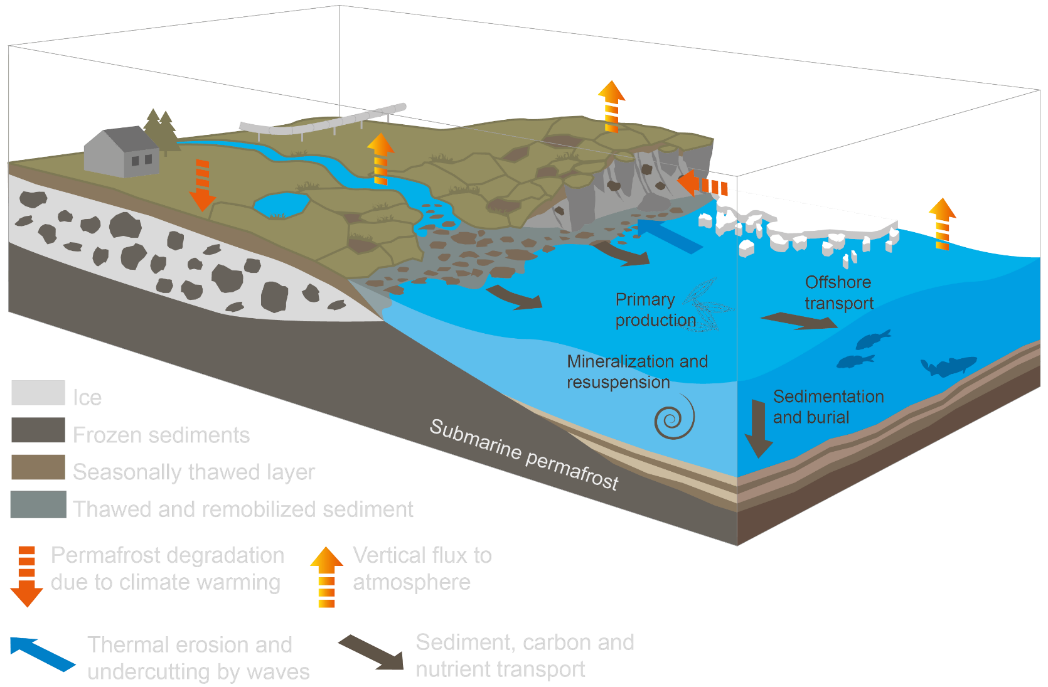 Offshore
transport
Primary
production
Mineralization and
resuspension
Sedimentation
and burial
Submarine permafrost
Ice
Frozen sediments
Seasonally thawed layer
Thawed and remobilized sediment
Permafrost degradation
due to climate warming
Vertical flux to
atmosphere
Thermal erosion and
undercutting by waves
Sediment, carbon and
nutrient transport